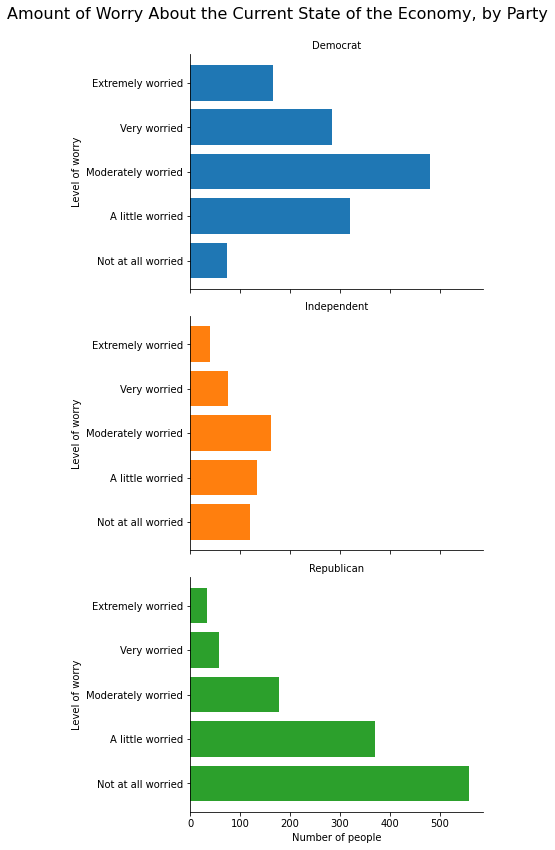 Amount of Worry About the Current State of the Economy, by Party
Democrat
Level of worry
Extremely worried
Very worried
Moderately worried
A little worried
Not at all worried
Independent
Level of worry
Extremely worried
Very worried
Moderately worried
A little worried
Not at all worried
Republican
Level of worry
Extremely worried
Very worried
Moderately worried
A little worried
Not at all worried
0 100 200 300 400 500
Number of people